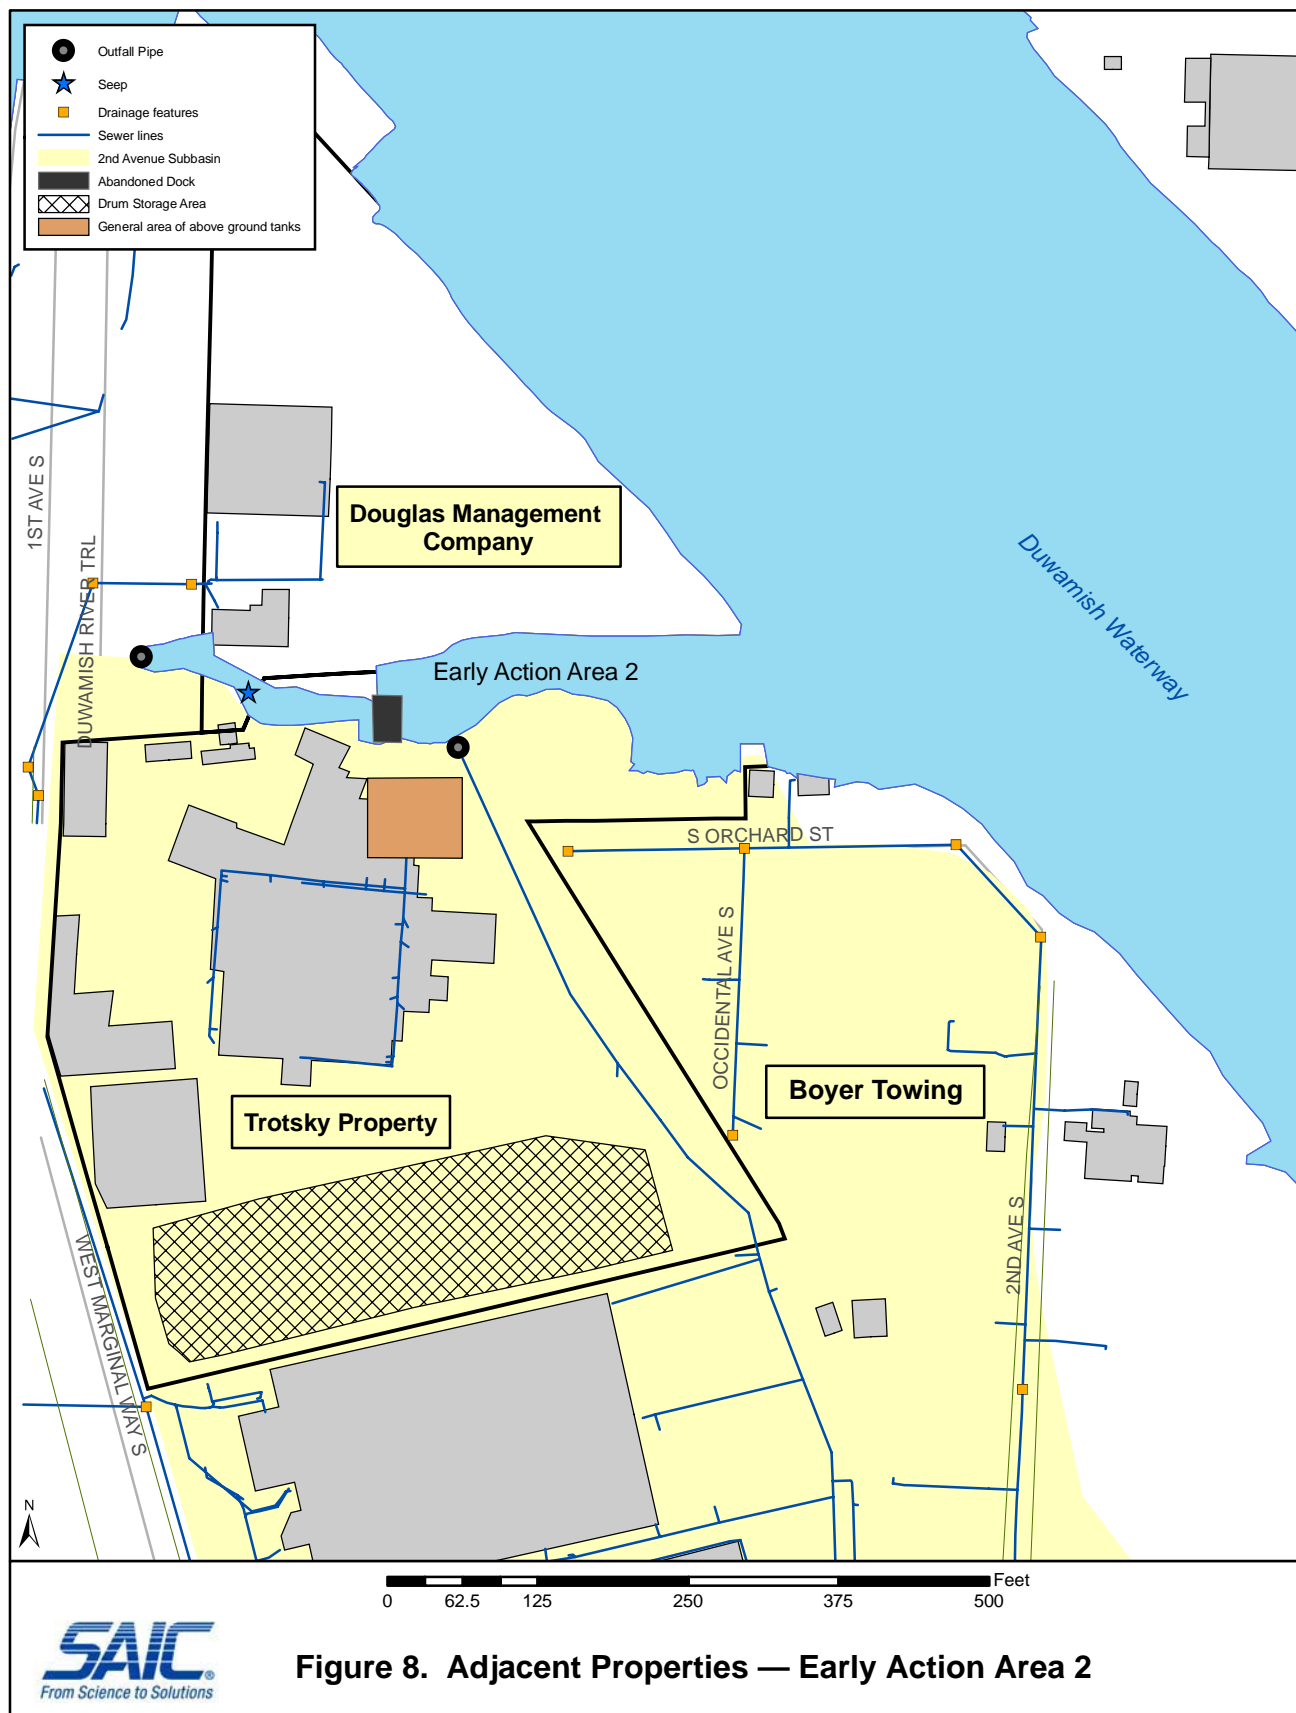 Outfall Pipe
Seep
Drainage features
Sewer lines
2nd Avenue Subbasin
Abandoned Dock
Drum Storage Area
General area of above ground tanks
1ST AVE S
DUWAMISH RIVER TRL
Douglas Management
Company
Duwamish Waterway
Early Action Area 2
S ORCHARD ST
OCCIDENTAL AVE S
Boyer Towing
Trotsky Property
2ND AVE S
WEST MARGINAL WAY S
N
Feet
0 62.5 125 250 375 500
SAIC®
From Science to Solutions
Figure 8. Adjacent Properties — Early Action Area 2